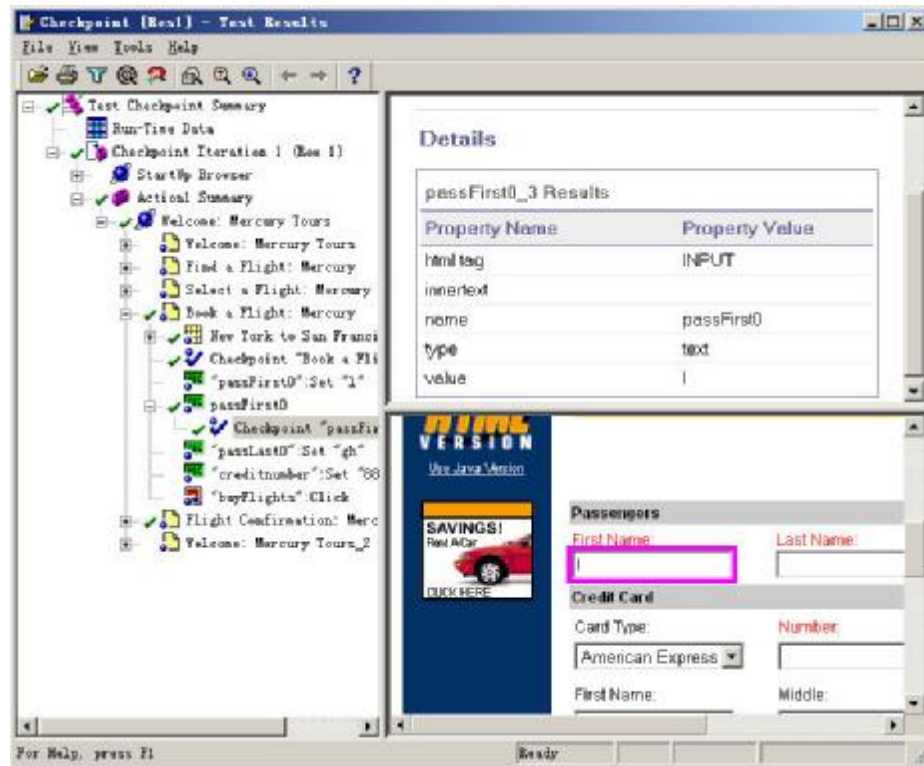 Checkpoint [Res1] - Test Results
File View Tools Help
Test Checkpoint Summary
Run-Time Data
Checkpoint Iteration 1 (Row 1)
StartUp Browser
Action1 Summary
Welcome: Mercury Tours
Welcome: Mercury Tours
Find a Flight: Mercury
Select a Flight: Mercury
Book a Flight: Mercury
New York to San Franci
Checkpoint "Book a Fli
"passFirst0":Set "l"
passFirst0
Checkpoint "passFir
"passLast0":Set "gh"
"creditnumber":Set "88
"buyFlights":Click
Flight Confirmation: Merc
Welcome: Mercury Tours_2
Details
passFirst0_3 Results
Property Name Property Value
html tag INPUT
innertext
name passFirst0
type text
value l
HTML
VERSION
Use Java Version
SAVINGS!
Rent A Car
CLICK HERE
Passengers
First Name: Last Name:
l
Credit Card
Card Type: Number:
American Express
First Name: Middle:
For Help, press F1
Ready